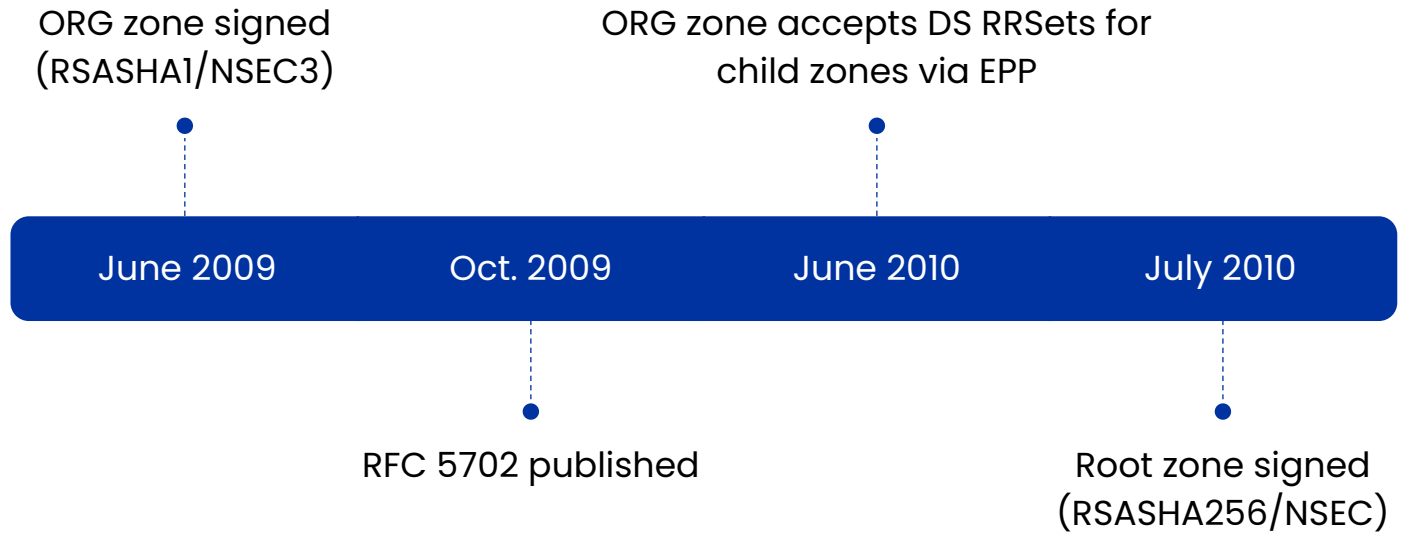 ORG zone signed
(RSASHA1/NSEC3)
ORG zone accepts DS RRSets for
child zones via EPP
June 2009
Oct. 2009
June 2010
July 2010
RFC 5702 published
Root zone signed
(RSASHA256/NSEC)